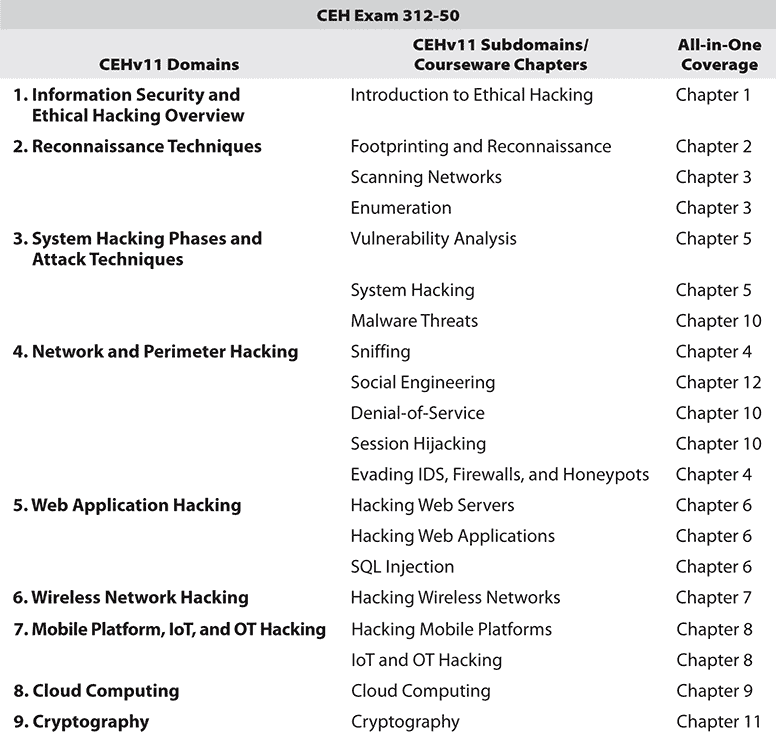 CEH Exam 312-50
CEHv11 Domains CEHv11 Subdomains/ Courseware Chapters All-in-One Coverage
1. Information Security and Introduction to Ethical Hacking Chapter 1
Ethical Hacking Overview
2. Reconnaissance Techniques Footprinting and Reconnaissance Chapter 2
Scanning Networks Chapter 3
Enumeration Chapter 3
3. System Hacking Phases and Vulnerability Analysis Chapter 5
Attack Techniques
System Hacking Chapter 5
Malware Threats Chapter 10
4. Network and Perimeter Hacking Sniffing Chapter 4
Social Engineering Chapter 12
Denial-of-Service Chapter 10
Session Hijacking Chapter 10
Evading IDS, Firewalls, and Honeypots Chapter 4
5. Web Application Hacking Hacking Web Servers Chapter 6
Hacking Web Applications Chapter 6
SQL Injection Chapter 6
6. Wireless Network Hacking Hacking Wireless Networks Chapter 7
7. Mobile Platform, IoT, and OT Hacking Hacking Mobile Platforms Chapter 8
IoT and OT Hacking Chapter 8
8. Cloud Computing Cloud Computing Chapter 9
9. Cryptography Cryptography Chapter 11